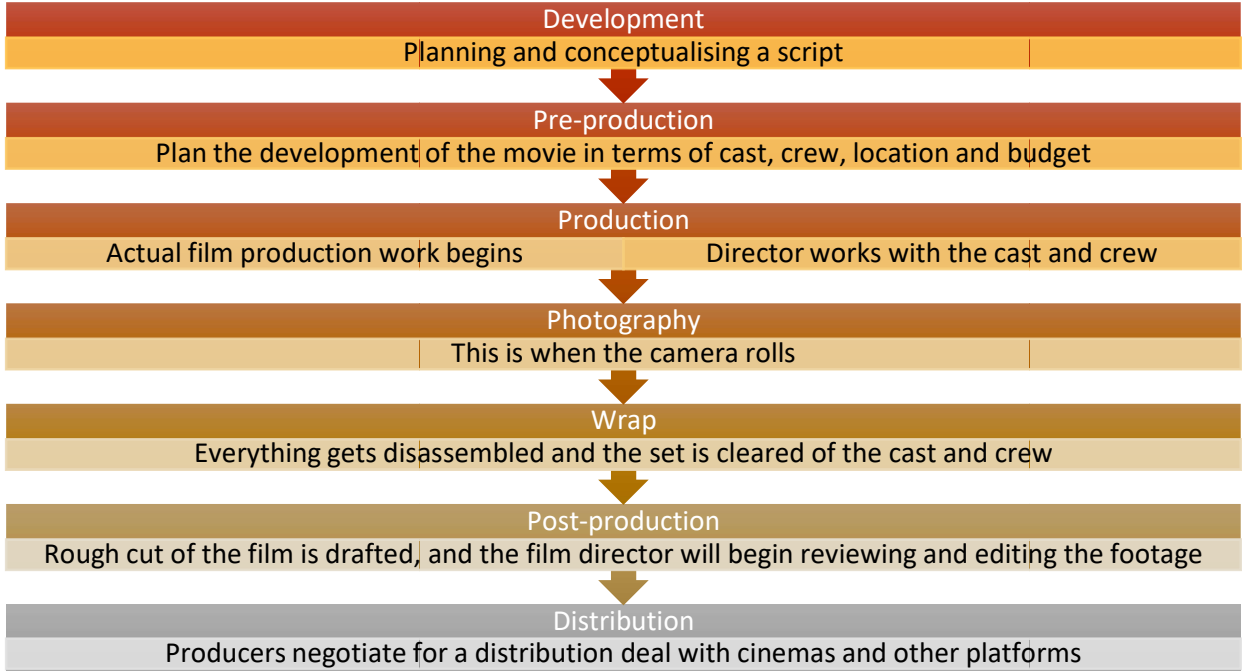 Development
Planning and conceptualising a script
Pre-production
Plan the development of the movie in terms of cast, crew, location and budget
Production
Actual film production work begins
Director works with the cast and crew
Photography
This is when the camera rolls
Wrap
Everything gets disassembled and the set is cleared of the cast and crew
Post-production
Rough cut of the film is drafted, and the film director will begin reviewing and editing the footage
Distribution
Producers negotiate for a distribution deal with cinemas and other platforms